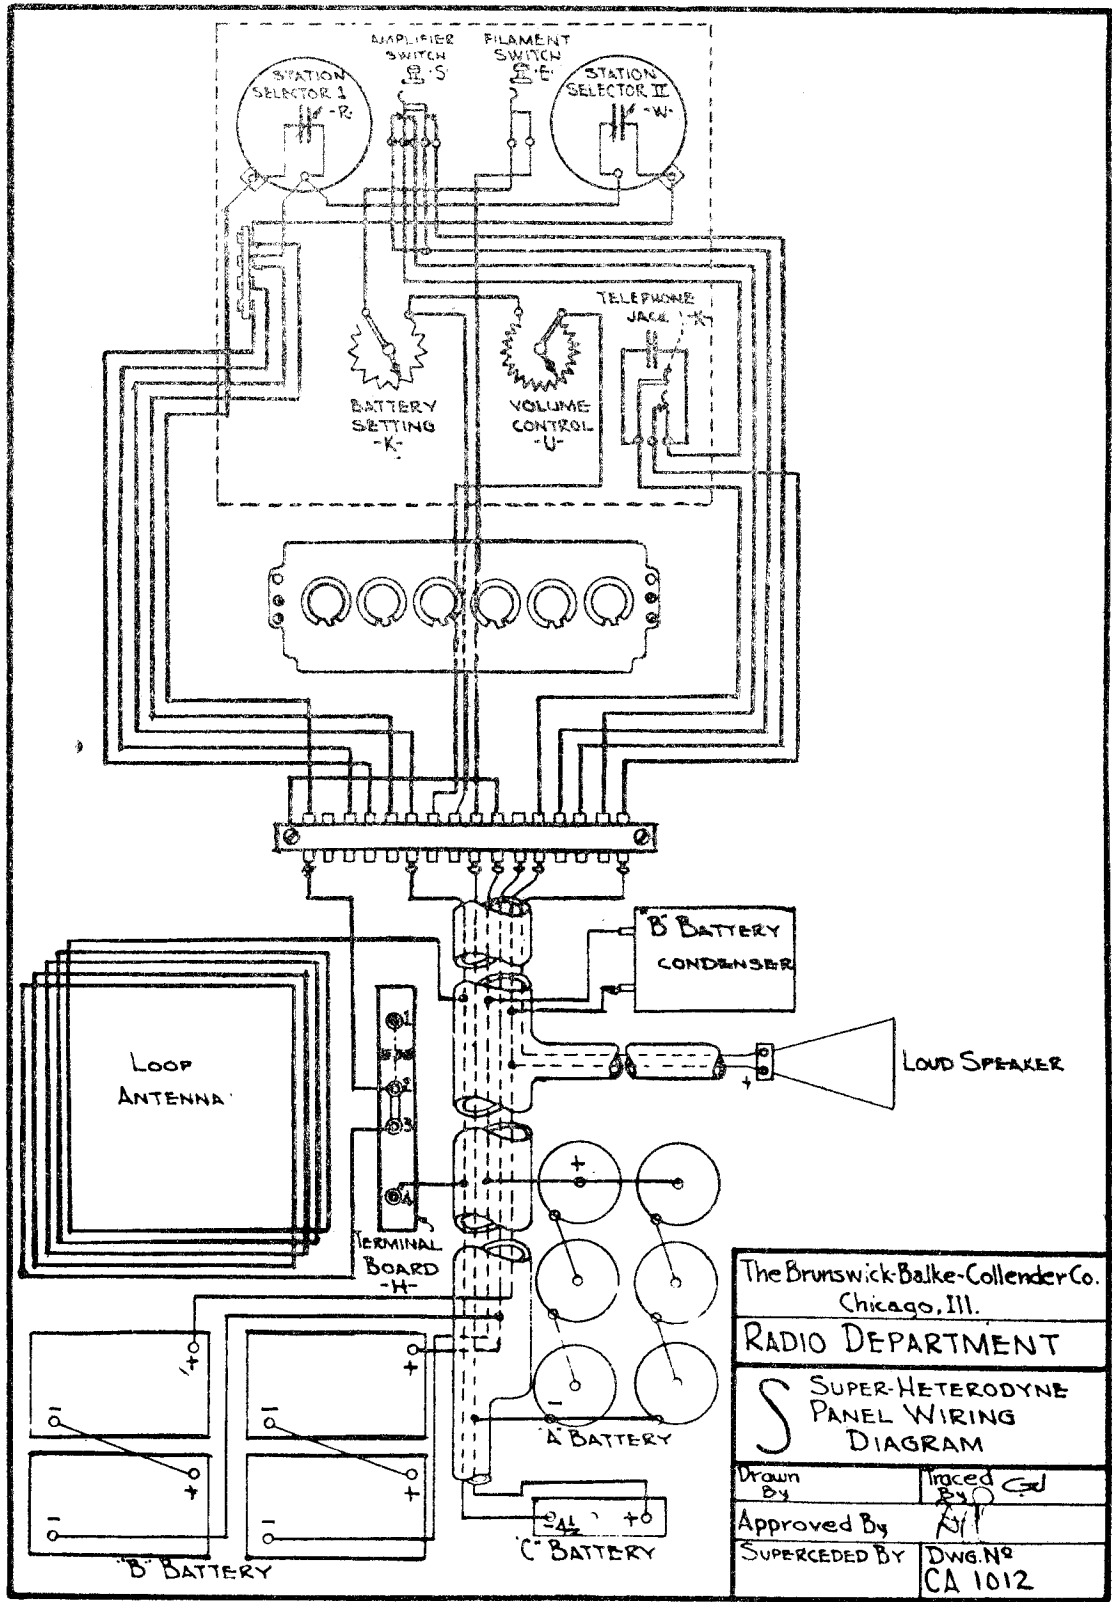 AMPLIFIER
SWITCH
-S-
FILAMENT
SWITCH
-E-
STATION
SELECTOR I
-R-
STATION
SELECTOR II
-W-
TELEPHONE
JACK -X-
BATTERY
SETTING
-K-
VOLUME
CONTROL
-U-
"B" BATTERY
CONDENSER
LOOP
ANTENNA
1
2
3
4
TERMINAL
BOARD
-H-
LOUD SPEAKER
+
+
-
"A" BATTERY
+
-
+
-
+
-
+
-
"B" BATTERY
-4½ +
"C" BATTERY
The Brunswick-Balke-Collender Co.
Chicago, Ill.
RADIO DEPARTMENT
S SUPER-HETERODYNE
PANEL WIRING
DIAGRAM
Drawn
By
Traced
By
Approved By
SUPERCEDED BY
DWG. Nº
CA 1012